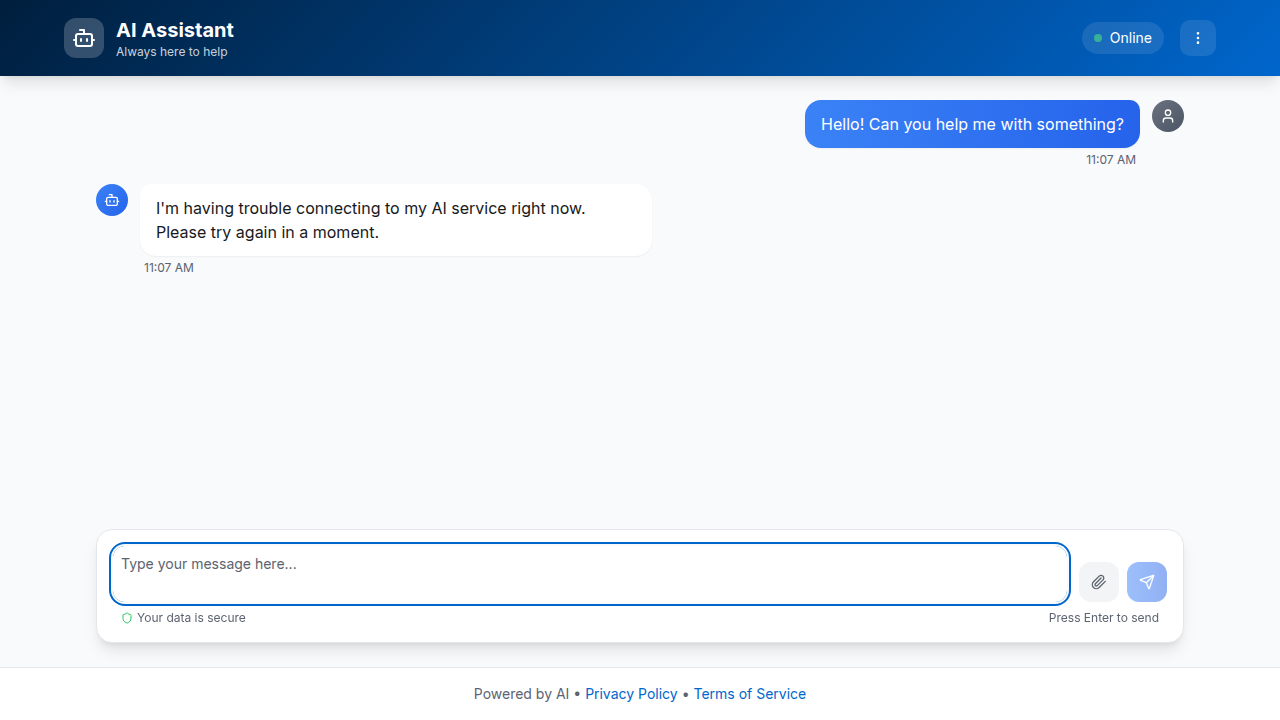 AI Assistant
Always here to help
Online
Hello! Can you help me with something?
11:07 AM
I'm having trouble connecting to my AI service right now.
Please try again in a moment.
11:07 AM
Type your message here...
Your data is secure
Press Enter to send
Powered by AI • Privacy Policy • Terms of Service